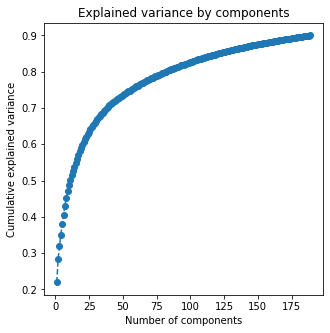 Explained variance by components
Cumulative explained variance
0.9
0.8
0.7
0.6
0.5
0.4
0.3
0.2
0 25 50 75 100 125 150 175
Number of components